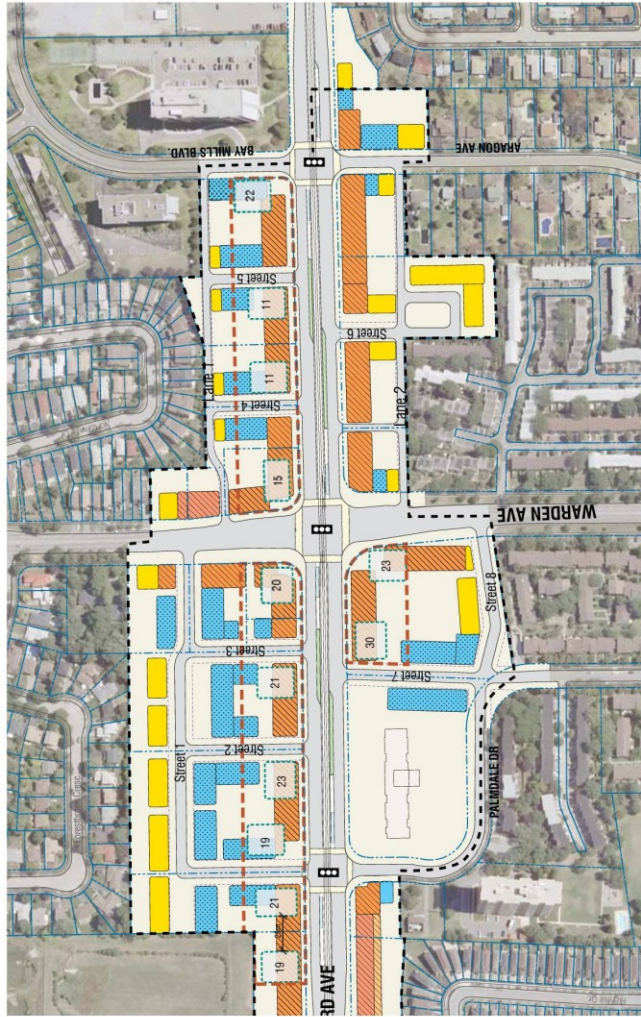 BAY MILLS BLVD.
ARAGON AVE
22
Street 5
11
11
Street 6
Lane 1
Street 4
15
Lane 2
WARDEN AVE
20
23
30
Street 8
Street 3
Street 7
21
Street 2
Street 1
23
19
PALMDALE DR
21
19
RD AVE